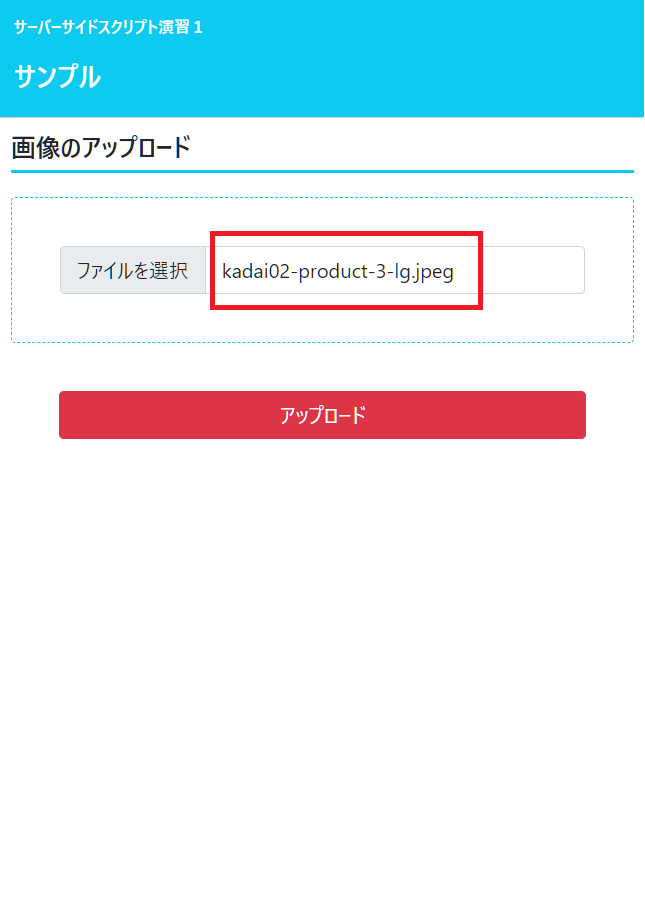 サーバーサイドスクリプト演習１
サンプル
画像のアップロード
ファイルを選択 kadai02-product-3-lg.jpeg
アップロード